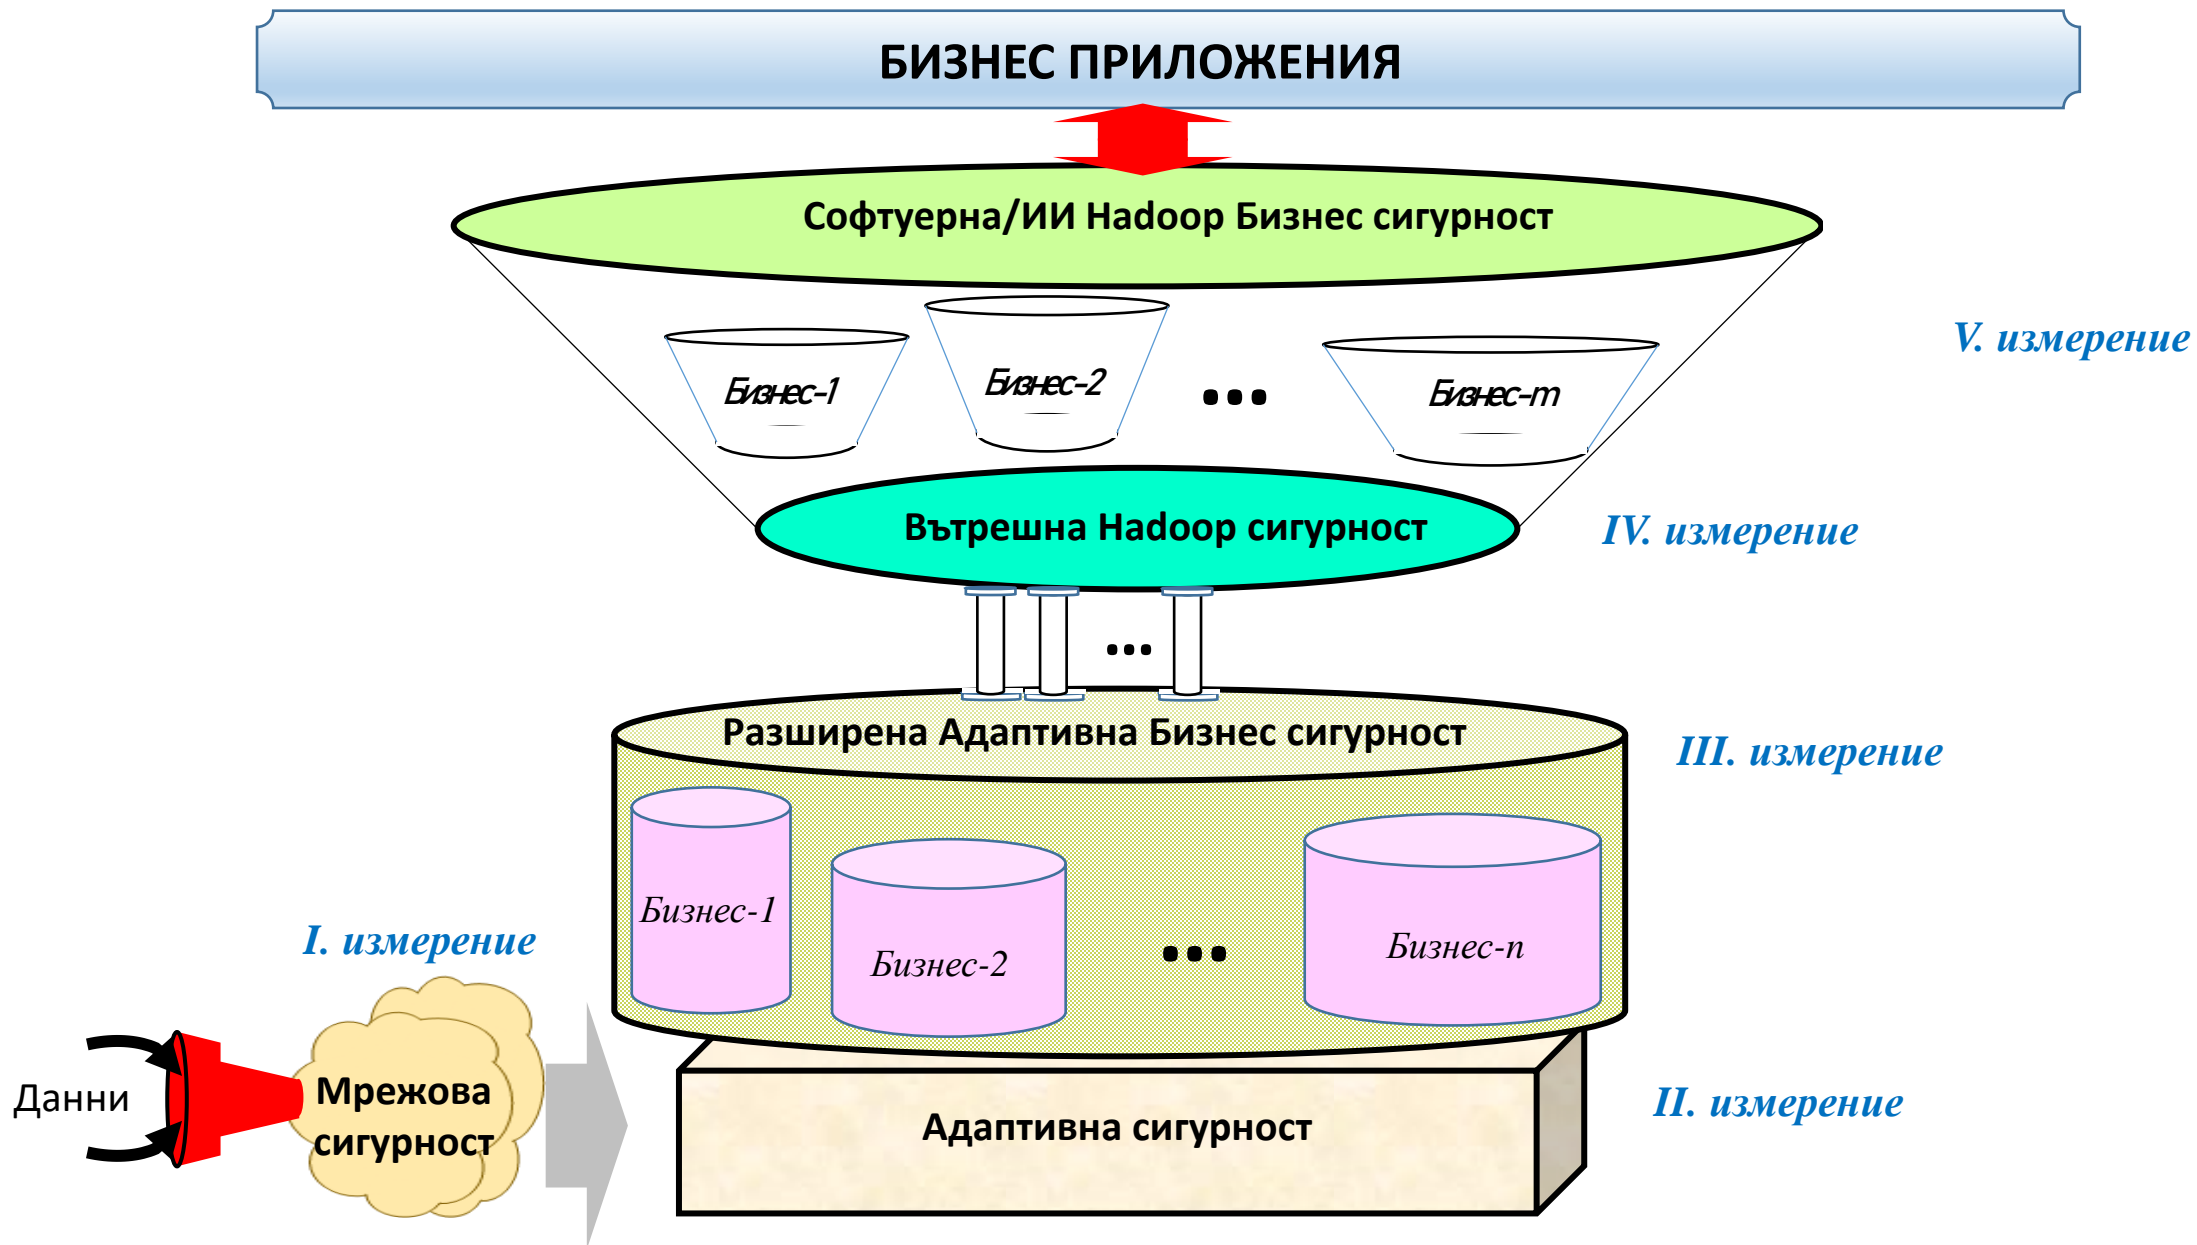 БИЗНЕС ПРИЛОЖЕНИЯ
Софтуерна/ИИ Hadoop Бизнес сигурност
V. измерение
Бизнес-1
Бизнес-2
...
Бизнес-m
Вътрешна Hadoop сигурност
IV. измерение
...
Разширена Адаптивна Бизнес сигурност
III. измерение
Бизнес-1
Бизнес-2
...
Бизнес-n
I. измерение
Данни
Мрежова
сигурност
Адаптивна сигурност
II. измерение